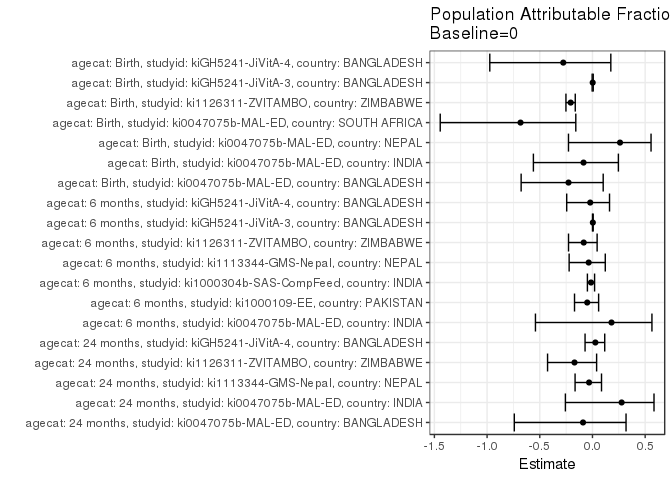 Population Attributable Fractio
Baseline=0
agecat: Birth, studyid: kiGH5241-JiVitA-4, country: BANGLADESH
agecat: Birth, studyid: kiGH5241-JiVitA-3, country: BANGLADESH
agecat: Birth, studyid: ki1126311-ZVITAMBO, country: ZIMBABWE
agecat: Birth, studyid: ki0047075b-MAL-ED, country: SOUTH AFRICA
agecat: Birth, studyid: ki0047075b-MAL-ED, country: NEPAL
agecat: Birth, studyid: ki0047075b-MAL-ED, country: INDIA
agecat: Birth, studyid: ki0047075b-MAL-ED, country: BANGLADESH
agecat: 6 months, studyid: kiGH5241-JiVitA-4, country: BANGLADESH
agecat: 6 months, studyid: kiGH5241-JiVitA-3, country: BANGLADESH
agecat: 6 months, studyid: ki1126311-ZVITAMBO, country: ZIMBABWE
agecat: 6 months, studyid: ki1113344-GMS-Nepal, country: NEPAL
agecat: 6 months, studyid: ki1000304b-SAS-CompFeed, country: INDIA
agecat: 6 months, studyid: ki1000109-EE, country: PAKISTAN
agecat: 6 months, studyid: ki0047075b-MAL-ED, country: INDIA
agecat: 24 months, studyid: kiGH5241-JiVitA-4, country: BANGLADESH
agecat: 24 months, studyid: ki1126311-ZVITAMBO, country: ZIMBABWE
agecat: 24 months, studyid: ki1113344-GMS-Nepal, country: NEPAL
agecat: 24 months, studyid: ki0047075b-MAL-ED, country: INDIA
agecat: 24 months, studyid: ki0047075b-MAL-ED, country: BANGLADESH
-1.5 -1.0 -0.5 0.0 0.5
Estimate